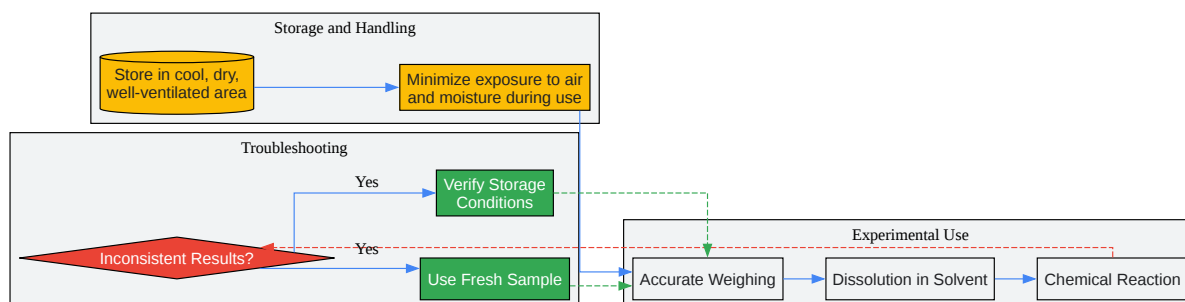 Storage and Handling
Store in cool, dry,
well-ventilated area
Minimize exposure to air
and moisture during use
Troubleshooting
Yes
Verify Storage
Conditions
Inconsistent Results?
Yes
Use Fresh Sample
Experimental Use
Accurate Weighing
Dissolution in Solvent
Chemical Reaction